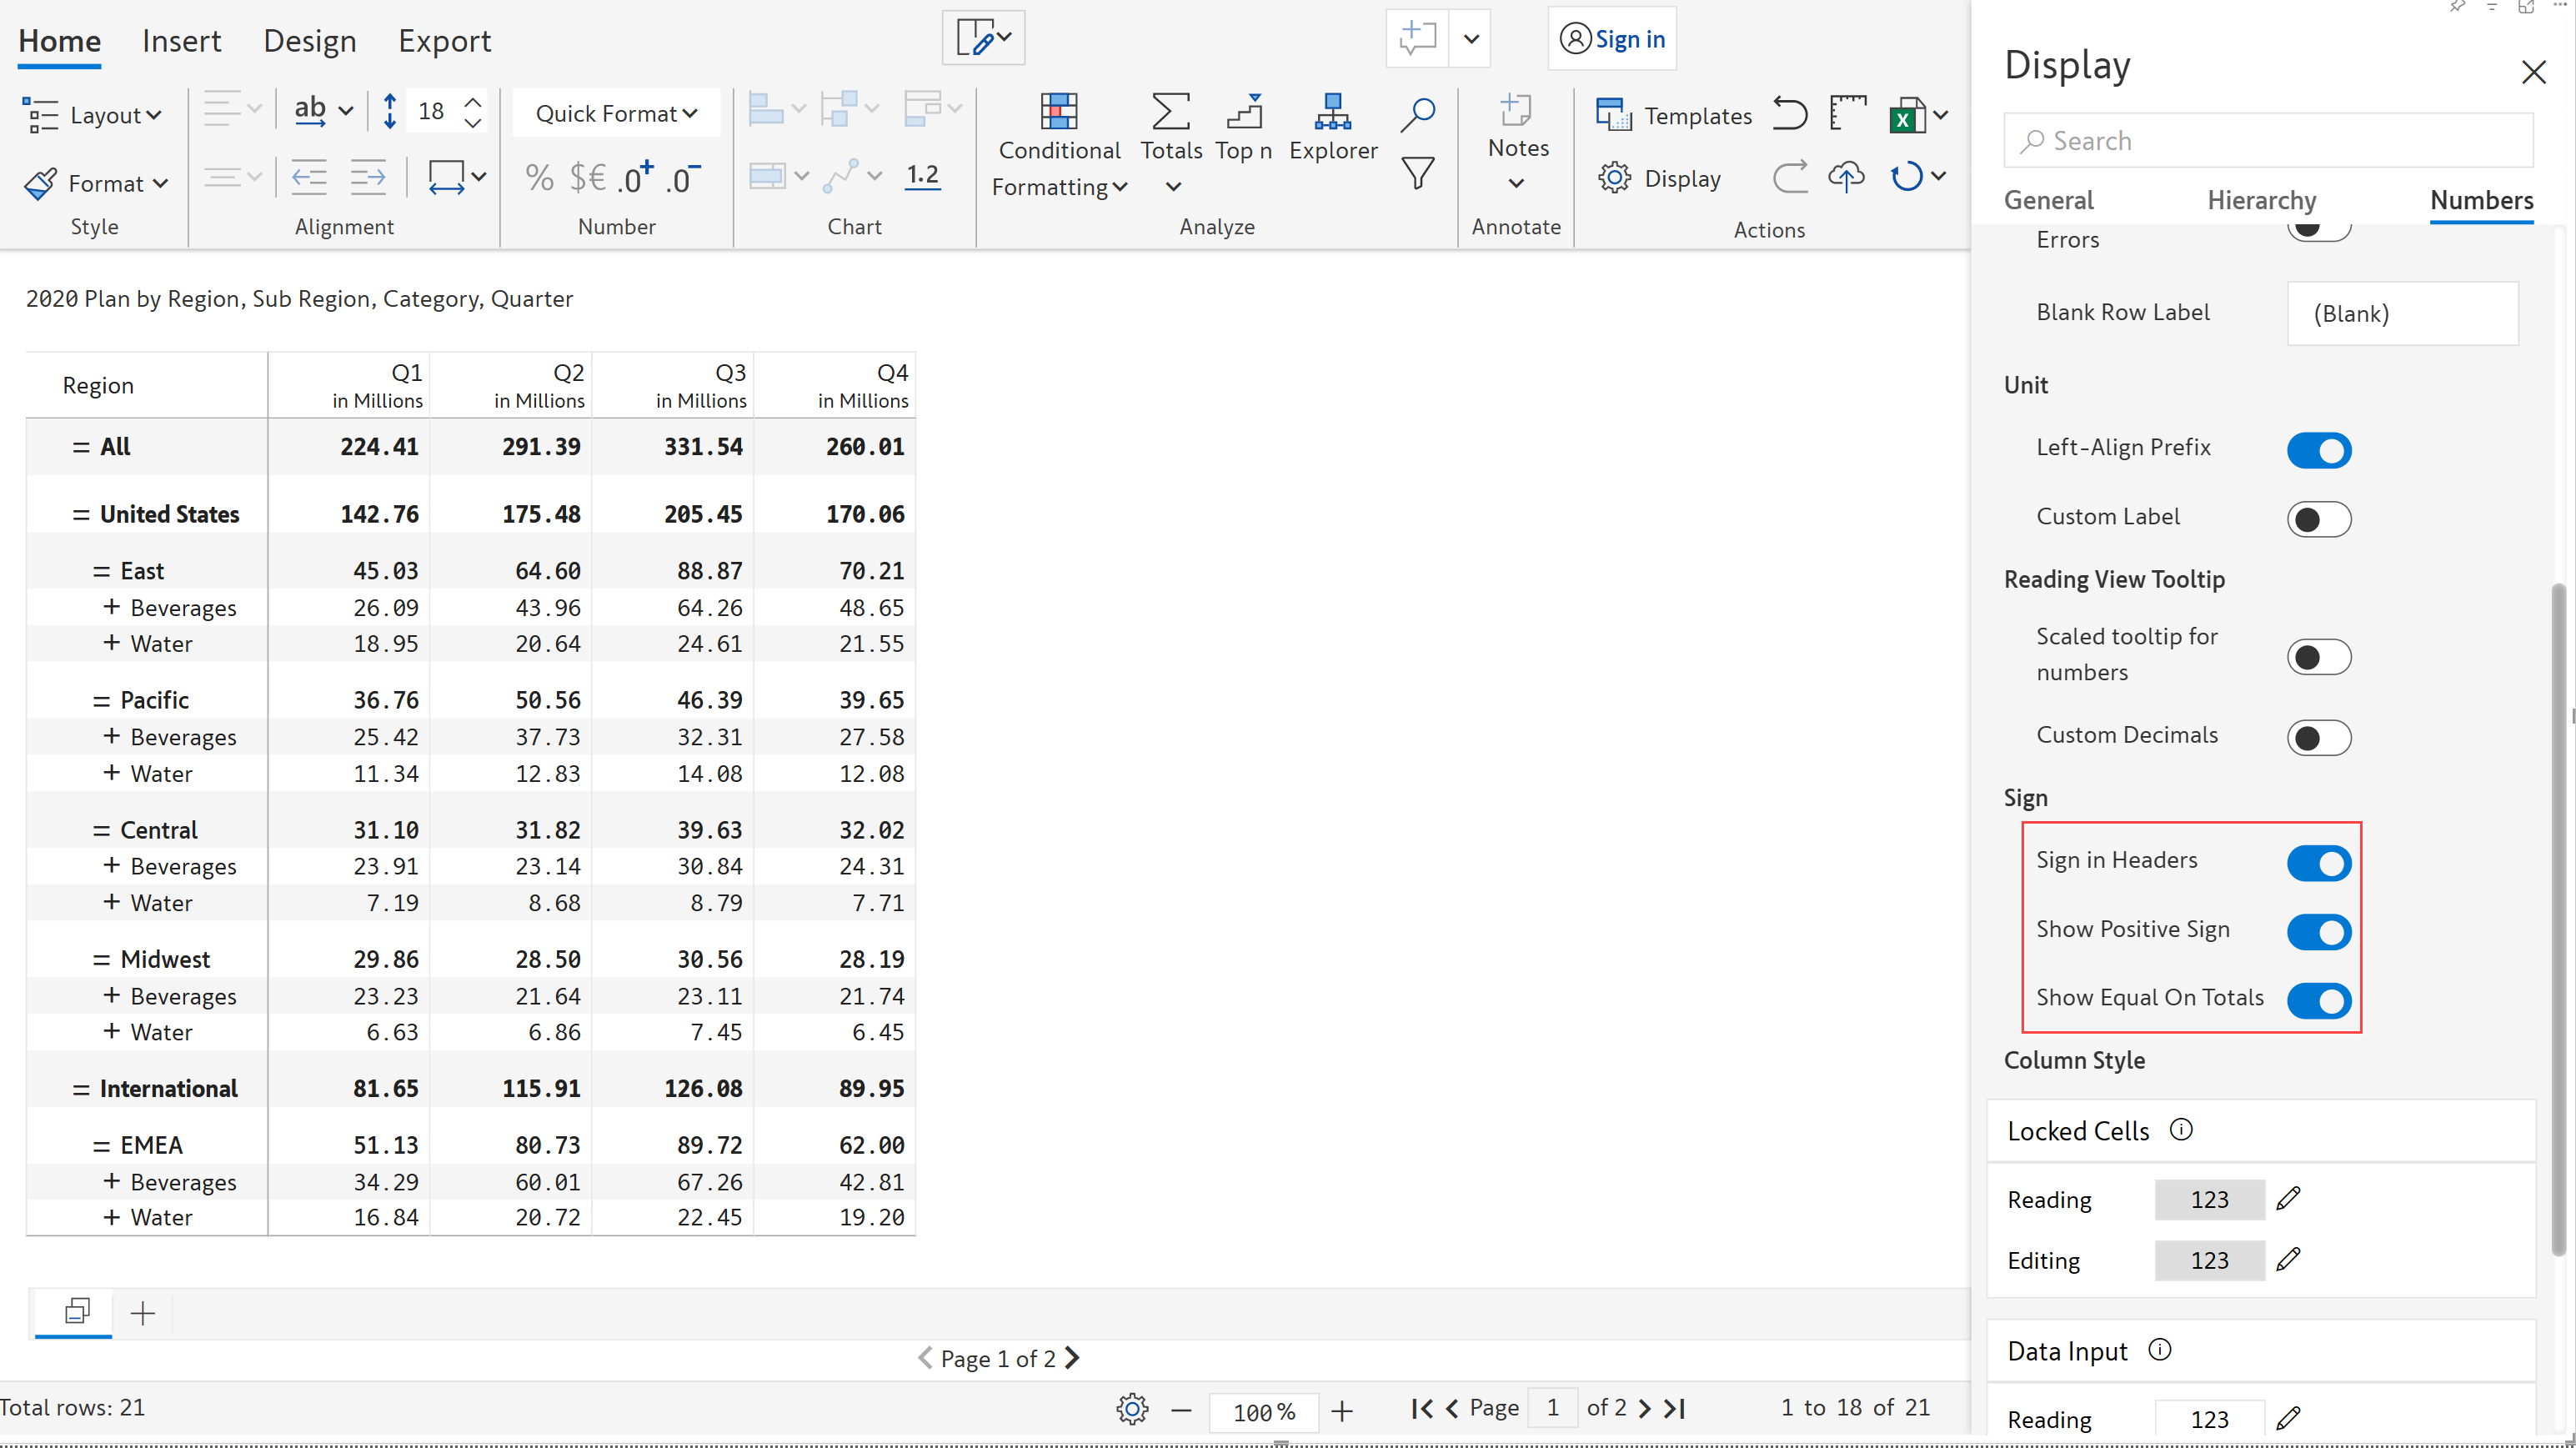 Home Insert Design Export
Sign in
Layout
ab
18
Quick Format
Format
% $€ .0+ .0-
1.2
Conditional Formatting
Totals
Top n
Explorer
Notes
Templates
Display
Style
Alignment
Number
Chart
Analyze
Annotate
Actions
2020 Plan by Region, Sub Region, Category, Quarter
Region Q1 Q2 Q3 Q4
in Millions in Millions in Millions in Millions
= All 224.41 291.39 331.54 260.01
= United States 142.76 175.48 205.45 170.06
= East 45.03 64.60 88.87 70.21
+ Beverages 26.09 43.96 64.26 48.65
+ Water 18.95 20.64 24.61 21.55
= Pacific 36.76 50.56 46.39 39.65
+ Beverages 25.42 37.73 32.31 27.58
+ Water 11.34 12.83 14.08 12.08
= Central 31.10 31.82 39.63 32.02
+ Beverages 23.91 23.14 30.84 24.31
+ Water 7.19 8.68 8.79 7.71
= Midwest 29.86 28.50 30.56 28.19
+ Beverages 23.23 21.64 23.11 21.74
+ Water 6.63 6.86 7.45 6.45
= International 81.65 115.91 126.08 89.95
= EMEA 51.13 80.73 89.72 62.00
+ Beverages 34.29 60.01 67.26 42.81
+ Water 16.84 20.72 22.45 19.20
Page 1 of 2
Total rows: 21
100 %
Page 1 of 2
1 to 18 of 21
Display
Search
General Hierarchy Numbers
Errors
Blank Row Label (Blank)
Unit
Left-Align Prefix
Custom Label
Reading View Tooltip
Scaled tooltip for
numbers
Custom Decimals
Sign
Sign in Headers
Show Positive Sign
Show Equal On Totals
Column Style
Locked Cells
Reading 123
Editing 123
Data Input
Reading 123